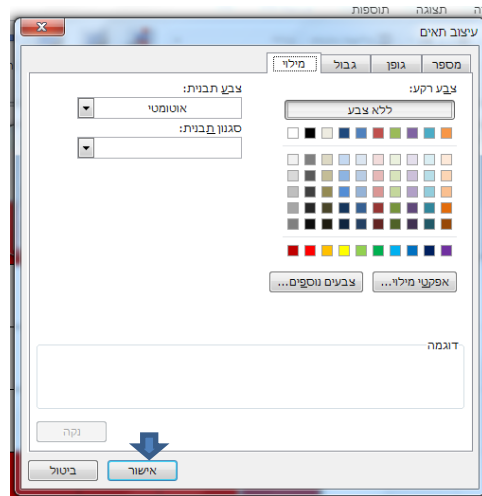 תצוגה תוספות
עיצוב תאים
מספר גופן גבול מילוי
צבע רקע:
ללא צבע
צבע תבנית:
אוטומטי
סגנון תבנית:
אפקטי מילוי... צבעים נוספים...
דוגמה
נקה
אישור ביטול